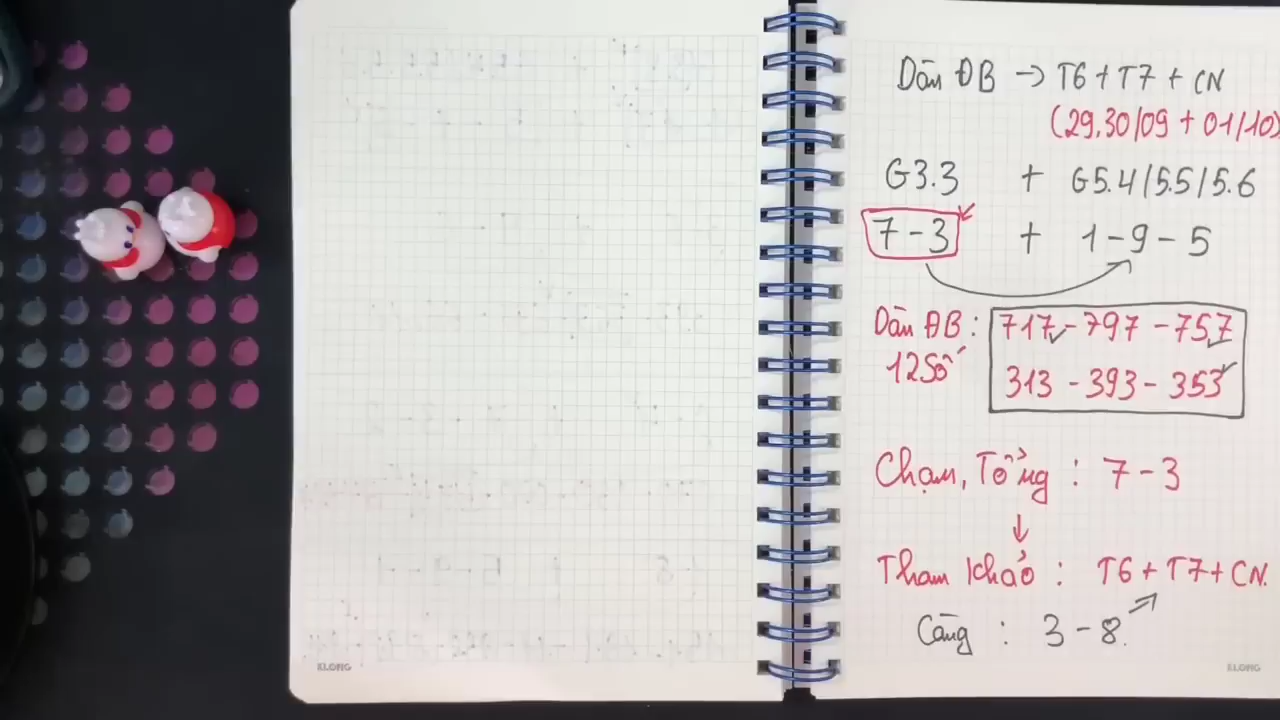 Dàn ĐB → T6 + T7 + CN
(29,30/09 + 01/10)
G3.3 + G5.4/5.5/5.6
7-3 + 1-9-5
Dàn ĐB: 717-797-757
12 Số 313-393-353
Chạm, Tổng: 7-3
↓
Tham khảo: T6+T7+CN.
Càng: 3-8.
KLONG
KLONG